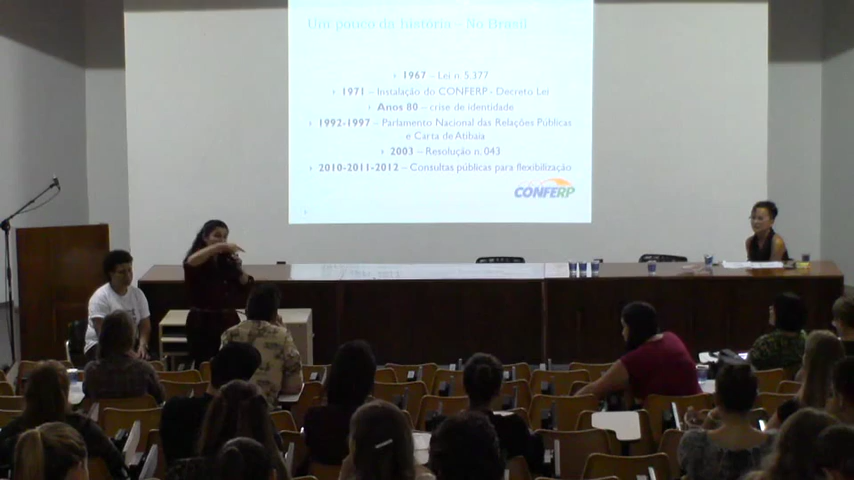 Um pouco da história – No Brasil
› 1967 – Lei n 5.377
› 1971 – Instalação do CONFERP - Decreto Lei
› Anos 80 – crise de identidade
› 1992-1997 – Parlamento Nacional das Relações Públicas
e Carta de Atibaia
› 2003 – Resolução n. 043
› 2010-2011-2012 – Consultas públicas para flexibilização
CONFERP